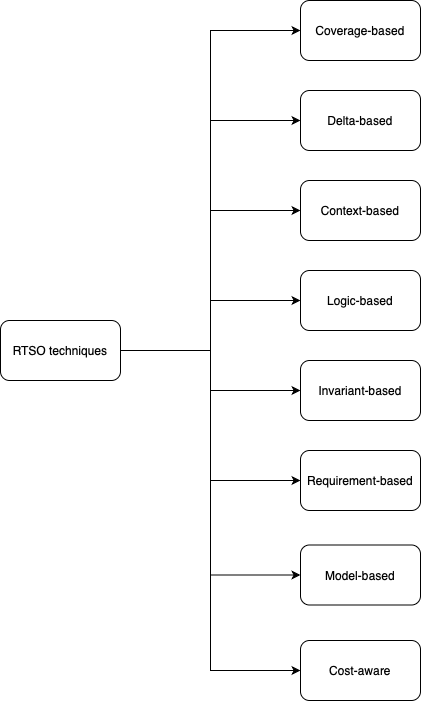 Coverage-based
Delta-based
Context-based
Logic-based
RTSO techniques
Invariant-based
Requirement-based
Model-based
Cost-aware